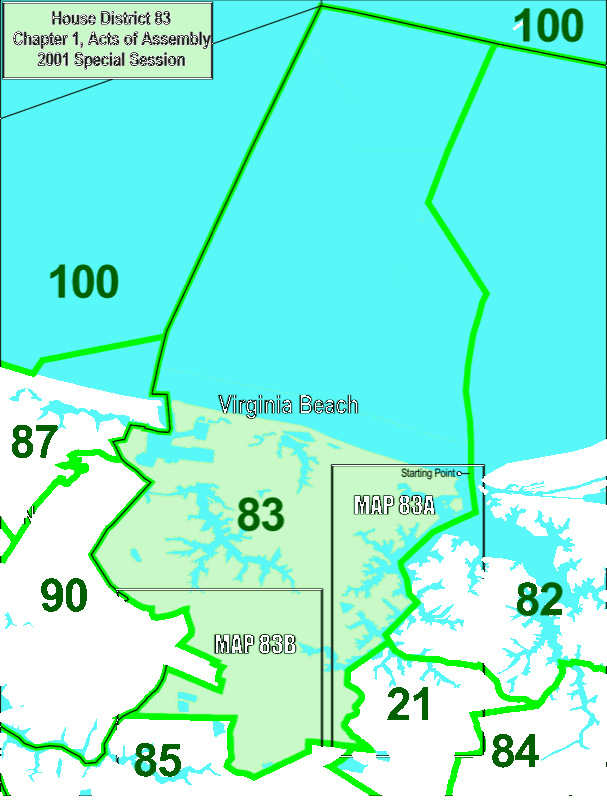 House District 83
Chapter 1, Acts of Assembly
2001 Special Session
100
100
Virginia Beach
87
Starting Point
MAP 83A
83
90
82
MAP 83B
21
84
85